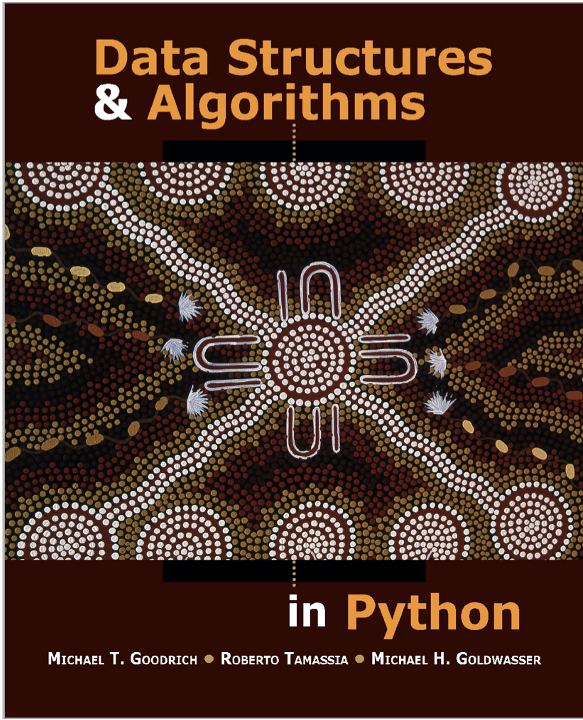 Data Structures
& Algorithms
in Python
Michael T. Goodrich • Roberto Tamassia • Michael H. Goldwasser